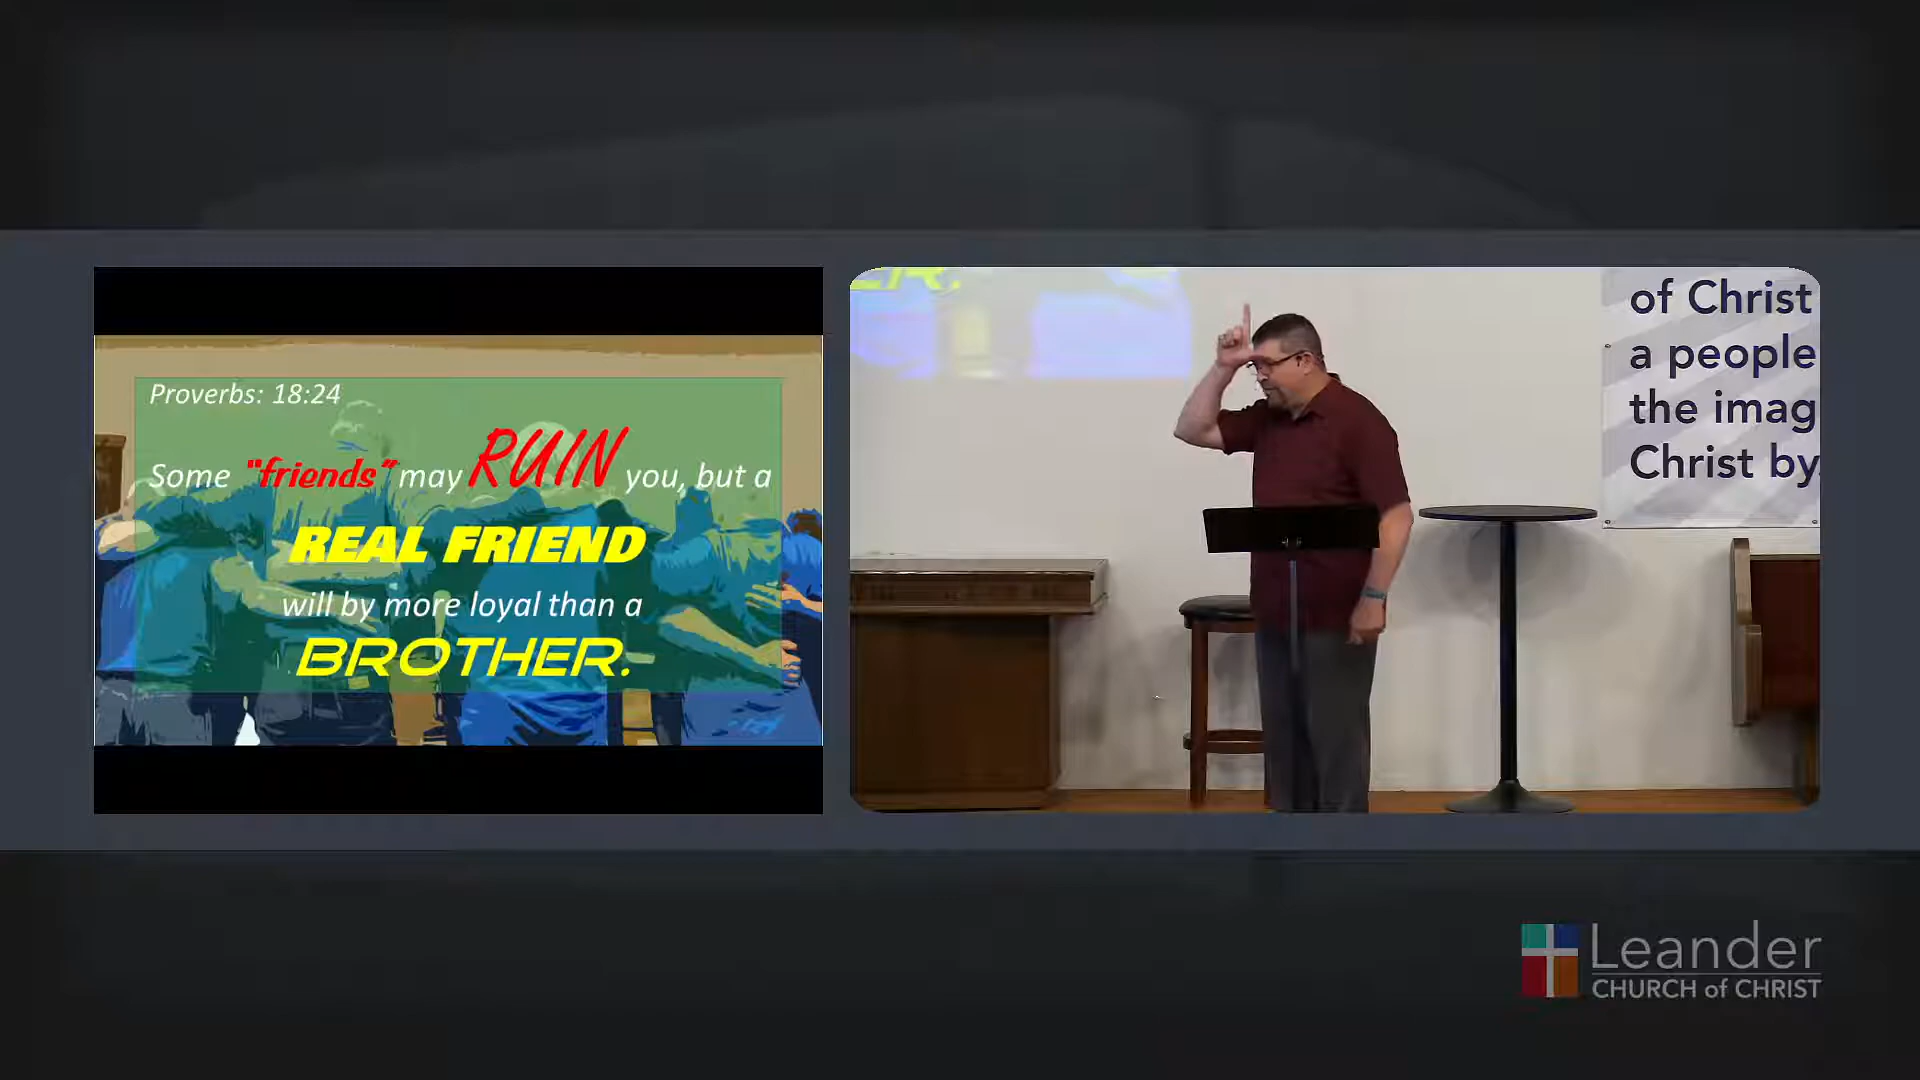 Proverbs: 18:24
Some "friends" may RUIN you, but a
REAL FRIEND
will by more loyal than a
BROTHER.
ER.
of Christ
a people
the imag
Christ by
Leander
CHURCH of CHRIST